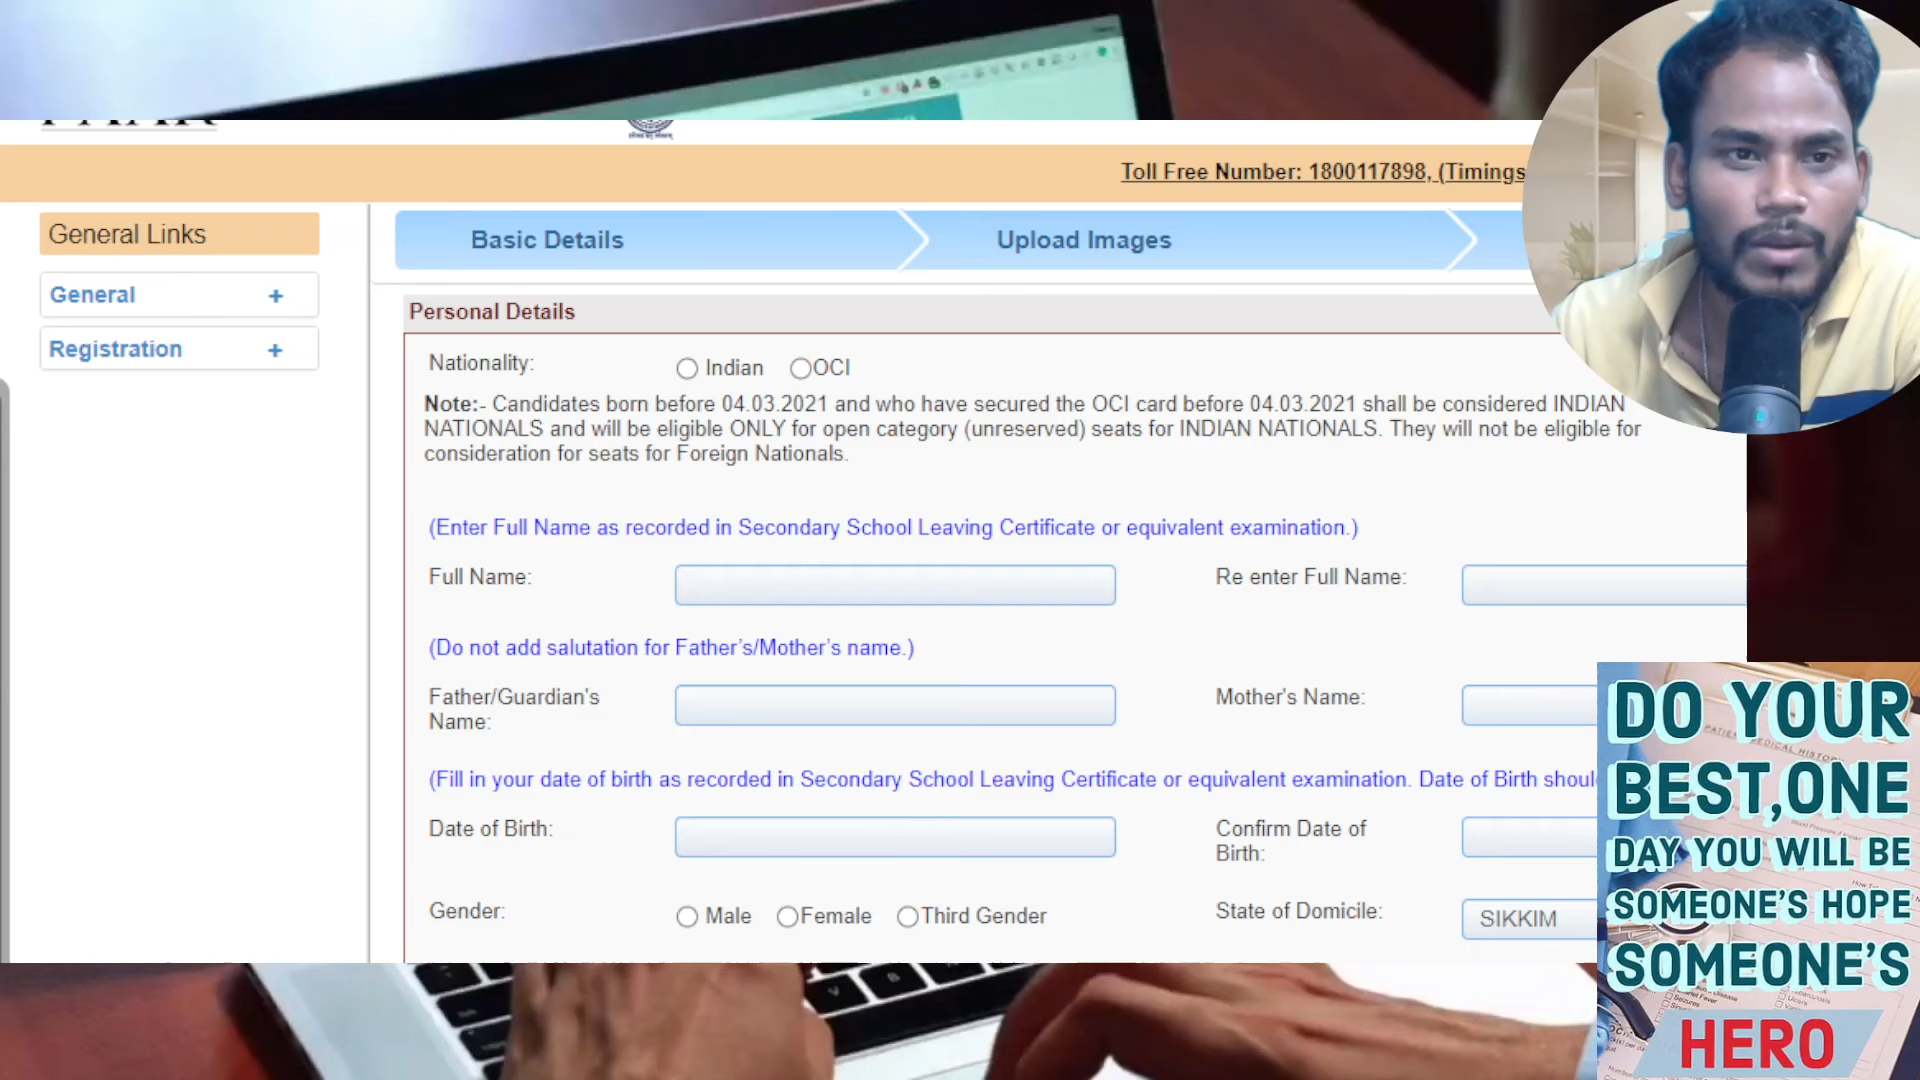 Toll Free Number: 1800117898, (Timings
General Links
General +
Registration +
Basic Details
Upload Images
Personal Details
Nationality:
Indian
OCI
Note:- Candidates born before 04.03.2021 and who have secured the OCI card before 04.03.2021 shall be considered INDIAN
NATIONALS and will be eligible ONLY for open category (unreserved) seats for INDIAN NATIONALS. They will not be eligible for
consideration for seats for Foreign Nationals.
(Enter Full Name as recorded in Secondary School Leaving Certificate or equivalent examination.)
Full Name:
Re enter Full Name:
(Do not add salutation for Father's/Mother's name.)
Father/Guardian's
Name:
Mother's Name:
(Fill in your date of birth as recorded in Secondary School Leaving Certificate or equivalent examination. Date of Birth
Date of Birth:
Confirm Date of
Birth:
Gender:
Male
Female
Third Gender
State of Domicile:
SIKKIM
DO YOUR
BEST,ONE
DAY YOU WILL BE
SOMEONE'S HOPE
SOMEONE'S
HERO